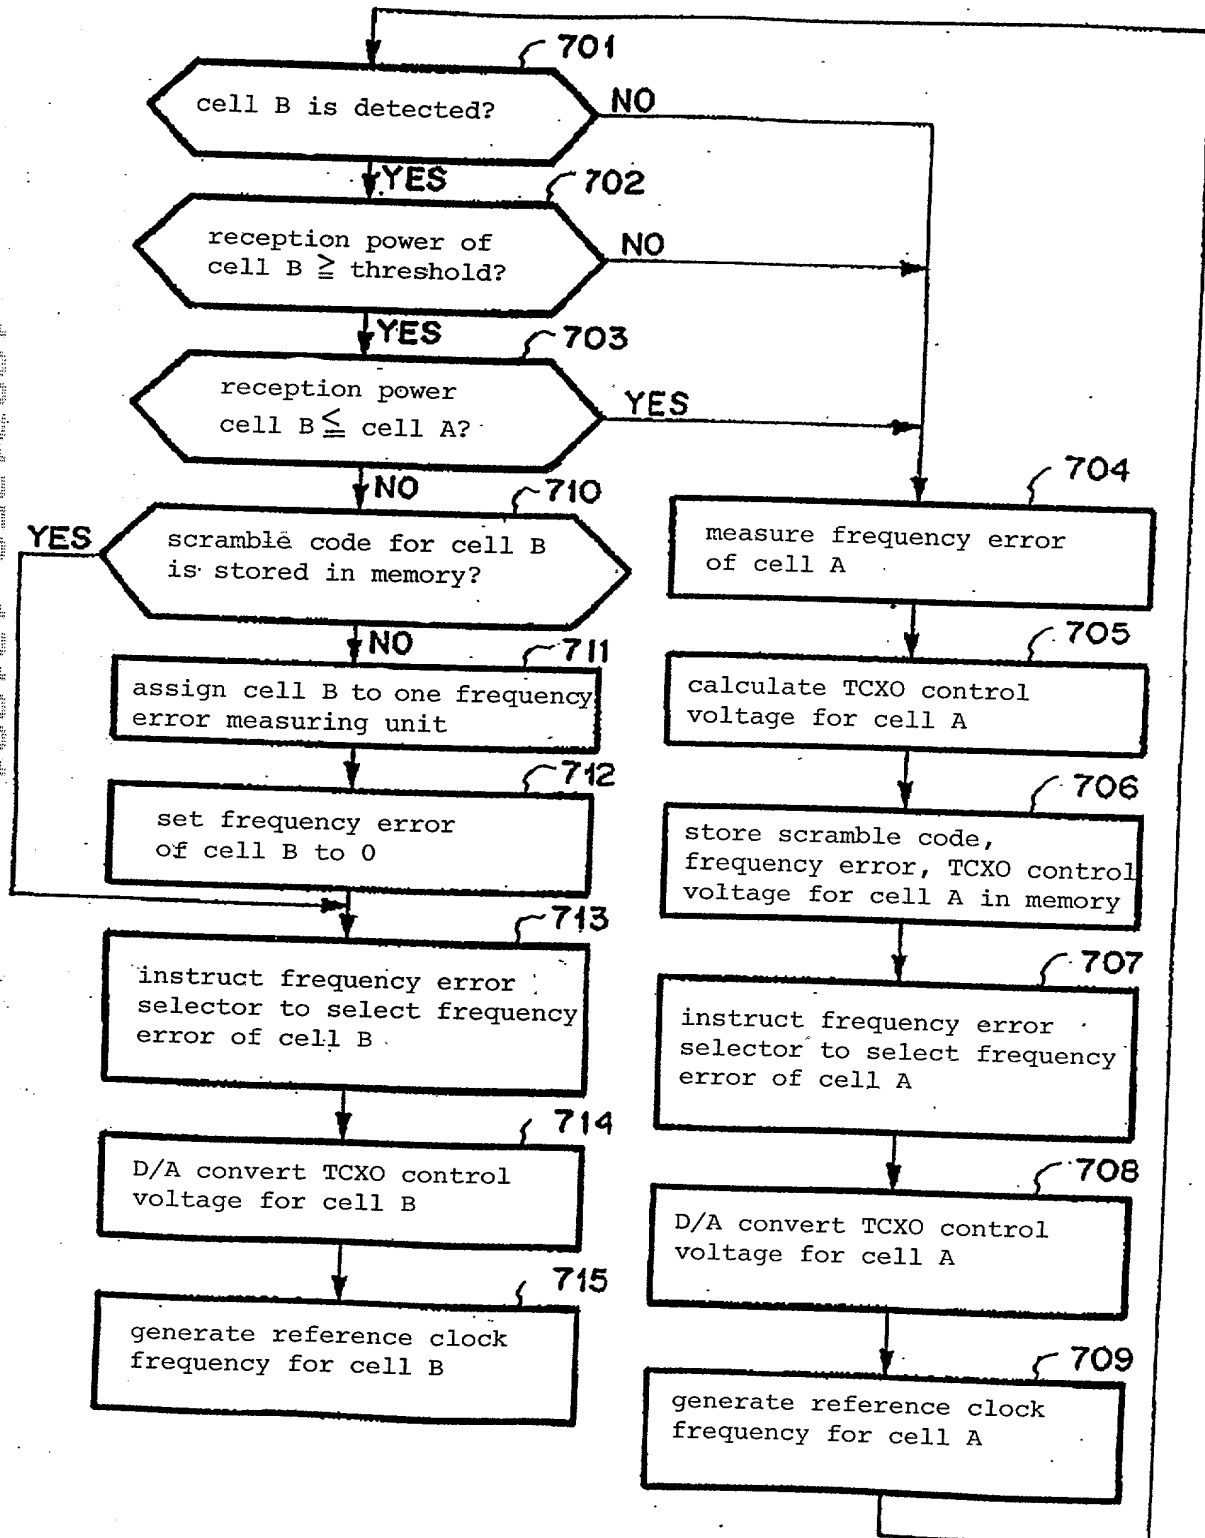 701
cell B is detected?
NO
YES
702
reception power of
cell B ≧ threshold?
NO
YES
703
reception power
cell B ≦ cell A?
YES
NO
710
scramble code for cell B
is stored in memory?
YES
NO
711
assign cell B to one frequency
error measuring unit
712
set frequency error
of cell B to 0
713
instruct frequency error
selector to select frequency
error of cell B
714
D/A convert TCXO control
voltage for cell B
715
generate reference clock
frequency for cell B
704
measure frequency error
of cell A
705
calculate TCXO control
voltage for cell A
706
store scramble code,
frequency error, TCXO control
voltage for cell A in memory
707
instruct frequency error
selector to select frequency
error of cell A
708
D/A convert TCXO control
voltage for cell A
709
generate reference clock
frequency for cell A